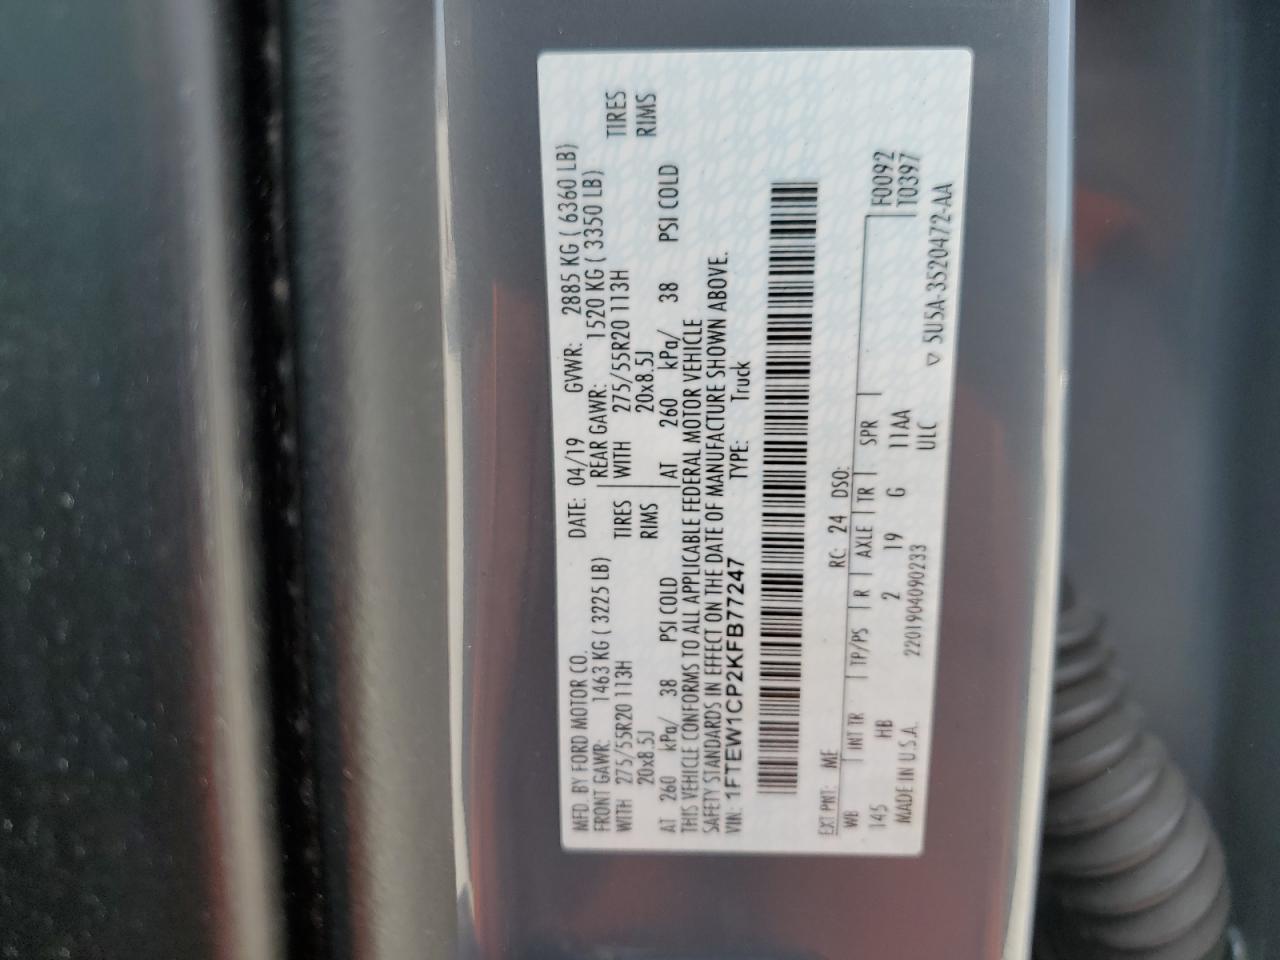 MFD. BY FORD MOTOR CO.
DATE: 04/19 GVWR: 2885 KG ( 6360 LB)
FRONT GAWR: 1463 KG ( 3225 LB) REAR GAWR: 1520 KG ( 3350 LB)
WITH 275/55R20 113H TIRES WITH 275/55R20 113H TIRES
20x8.5J RIMS 20x8.5J RIMS
AT 260 kPa/ 38 PSI COLD AT 260 kPa/ 38 PSI COLD
THIS VEHICLE CONFORMS TO ALL APPLICABLE FEDERAL MOTOR VEHICLE
SAFETY STANDARDS IN EFFECT ON THE DATE OF MANUFACTURE SHOWN ABOVE.
VIN: 1FTEW1CP2KFB77247 TYPE: Truck
EXT PNT: ME RC: 24 DSO:
WB INT TR TP/PS R AXLE TR SPR F0092
145 HB 2 19 G 11AA T0397
MADE IN U.S.A. 2201904090233 ULC ▽ 5U5A-3520472-AA